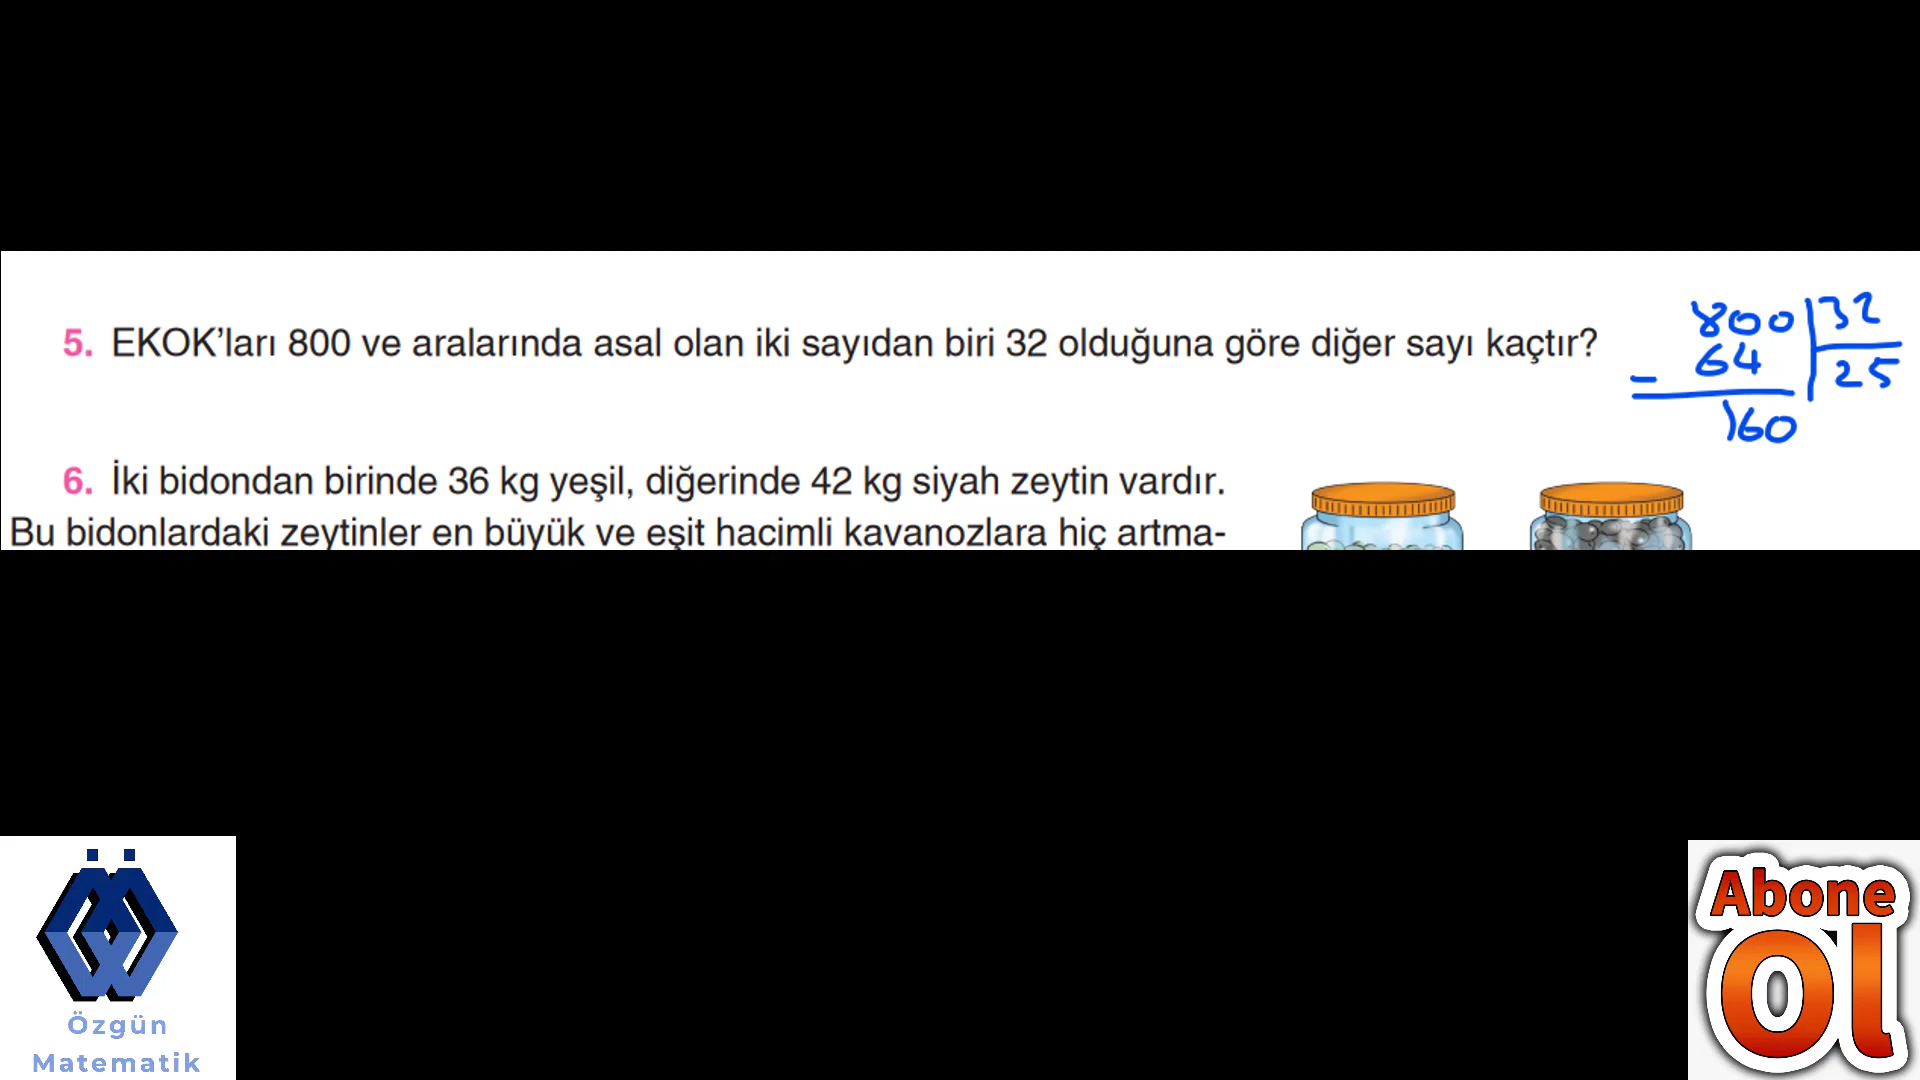 5. EKOK’ları 800 ve aralarında asal olan iki sayıdan biri 32 olduğuna göre diğer sayı kaçtır?
800 32
- 64 25
160
6. İki bidondan birinde 36 kg yeşil, diğerinde 42 kg siyah zeytin vardır.
Bu bidonlardaki zeytinler en büyük ve eşit hacimli kavanozlara hiç artma-
Özgün
Matematik
Abone
Ol